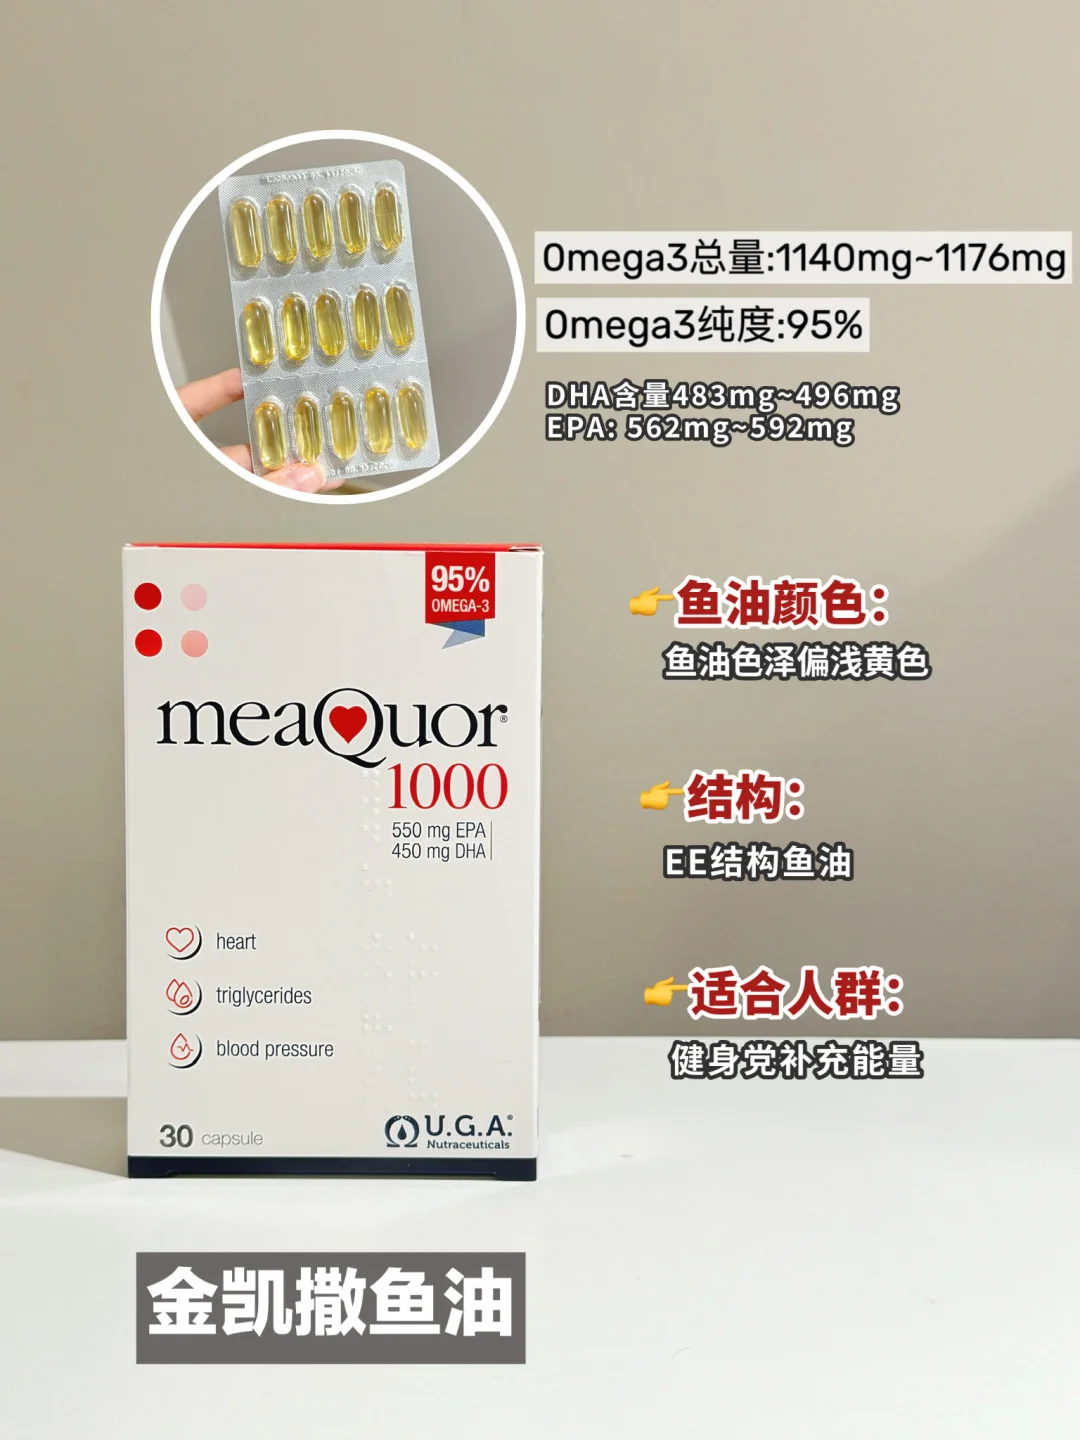 Omega3总量:1140mg~1176mg
Omega3纯度:95%
DHA含量483mg~496mg
EPA: 562mg~592mg
95%
OMEGA-3
meaQuor®
1000
550 mg EPA
450 mg DHA
heart
triglycerides
blood pressure
30 capsule
U.G.A.®
Nutraceuticals
👉鱼油颜色：
鱼油色泽偏浅黄色
👉结构：
EE结构鱼油
👉适合人群：
健身党补充能量
金凯撒鱼油